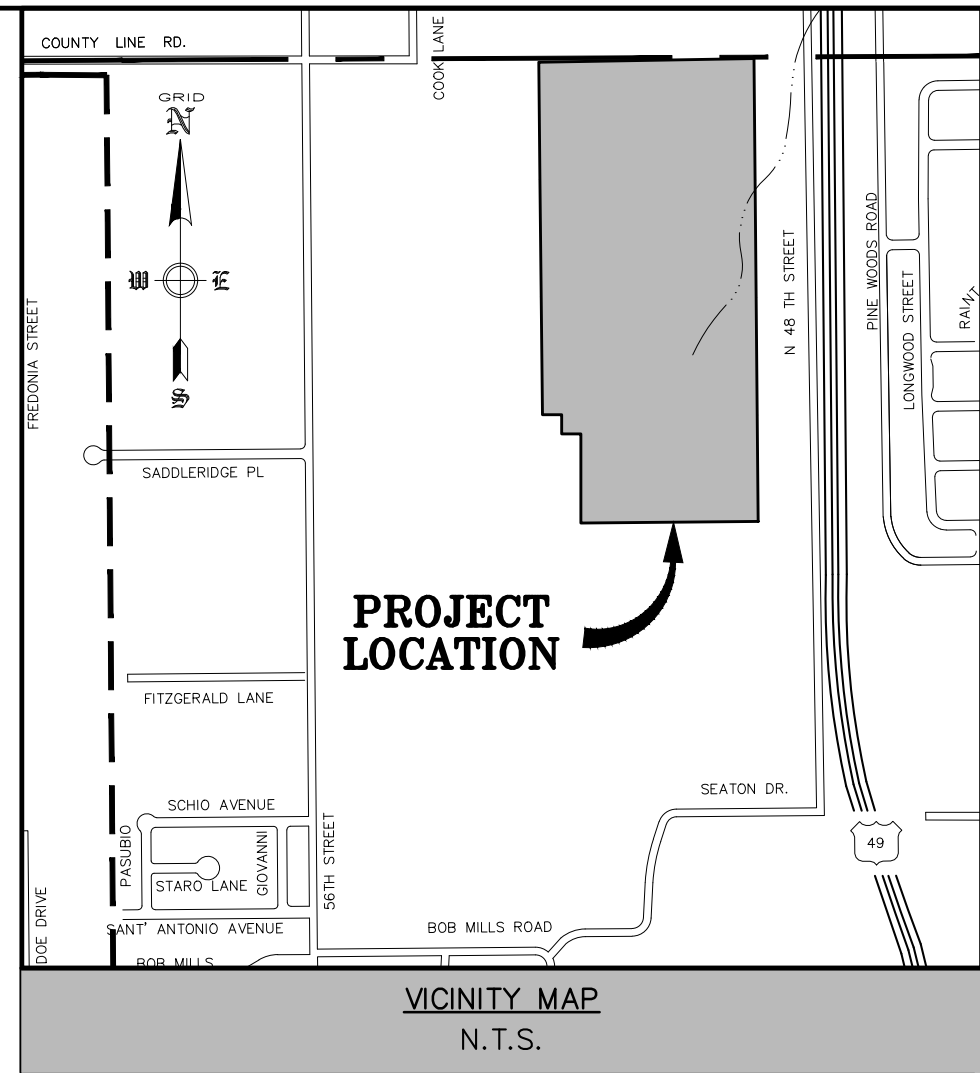 COUNTY LINE RD.
COOK LANE
GRID
N
W
E
S
FREDONIA STREET
N 48 TH STREET
PINE WOODS ROAD
LONGWOOD STREET
RAINT
SADDLERIDGE PL
PROJECT
LOCATION
FITZGERALD LANE
SEATON DR.
SCHIO AVENUE
PASUBIO
GIOVANNI
STARO LANE
56TH STREET
49
DOE DRIVE
SANT' ANTONIO AVENUE
BOB MILLS ROAD
BOB MILLS
VICINITY MAP
N.T.S.